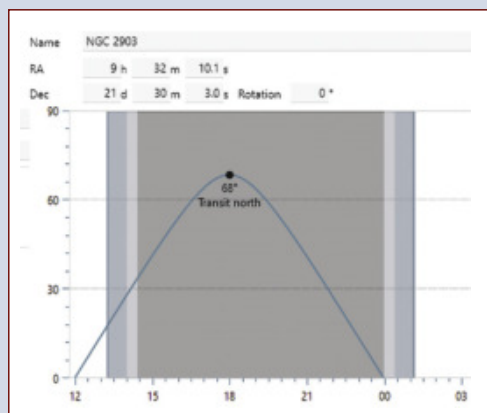 Name NGC 2903
RA 9 h 32 m 10.1 s
Dec 21 d 30 m 3.0 s Rotation 0 °
90
60
30
0
68°
Transit north
12 15 18 21 00 03